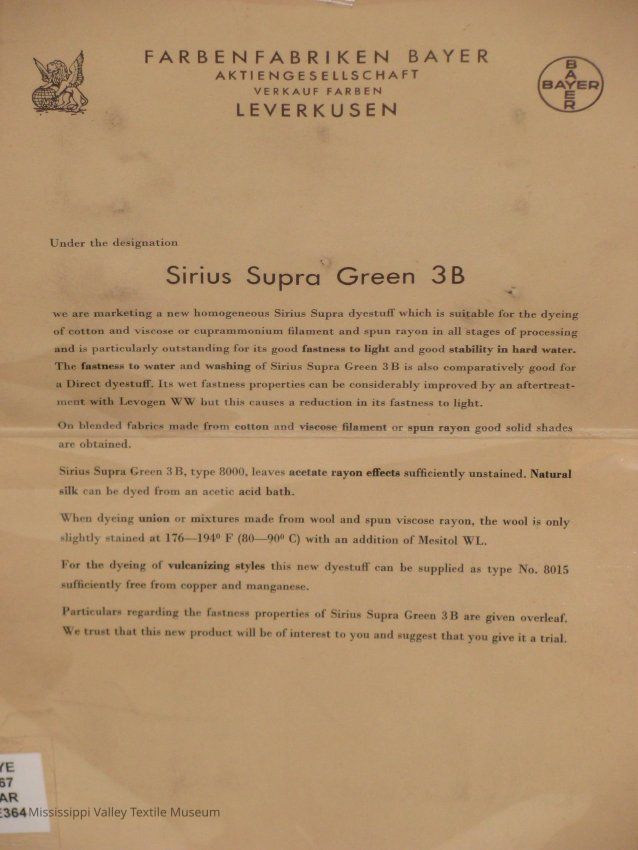 FARBENFABRIKEN BAYER
AKTIENGESELLSCHAFT
VERKAUF FARBEN
LEVERKUSEN
BAYER
BAYER
Under the designation
Sirius Supra Green 3B
we are marketing a new homogeneous Sirius Supra dyestuff which is suitable for the dyeing
of cotton and viscose or cuprammonium filament and spun rayon in all stages of processing
and is particularly outstanding for its good fastness to light and good stability in hard water.
The fastness to water and washing of Sirius Supra Green 3B is also comparatively good for
a Direct dyestuff. Its wet fastness properties can be considerably improved by an aftertreat-
ment with Levogen WW but this causes a reduction in its fastness to light.
On blended fabrics made from cotton and viscose filament or spun rayon good solid shades
are obtained.
Sirius Supra Green 3B, type 8000, leaves acetate rayon effects sufficiently unstained. Natural
silk can be dyed from an acetic acid bath.
When dyeing union or mixtures made from wool and spun viscose rayon, the wool is only
slightly stained at 176—194⁰ F (80—90⁰ C) with an addition of Mesitol WL.
For the dyeing of vulcanizing styles this new dyestuff can be supplied as type No. 8015
sufficiently free from copper and manganese.
Particulars regarding the fastness properties of Sirius Supra Green 3B are given overleaf.
We trust that this new product will be of interest to you and suggest that you give it a trial.
YE
67
AR
E364
Mississippi Valley Textile Museum